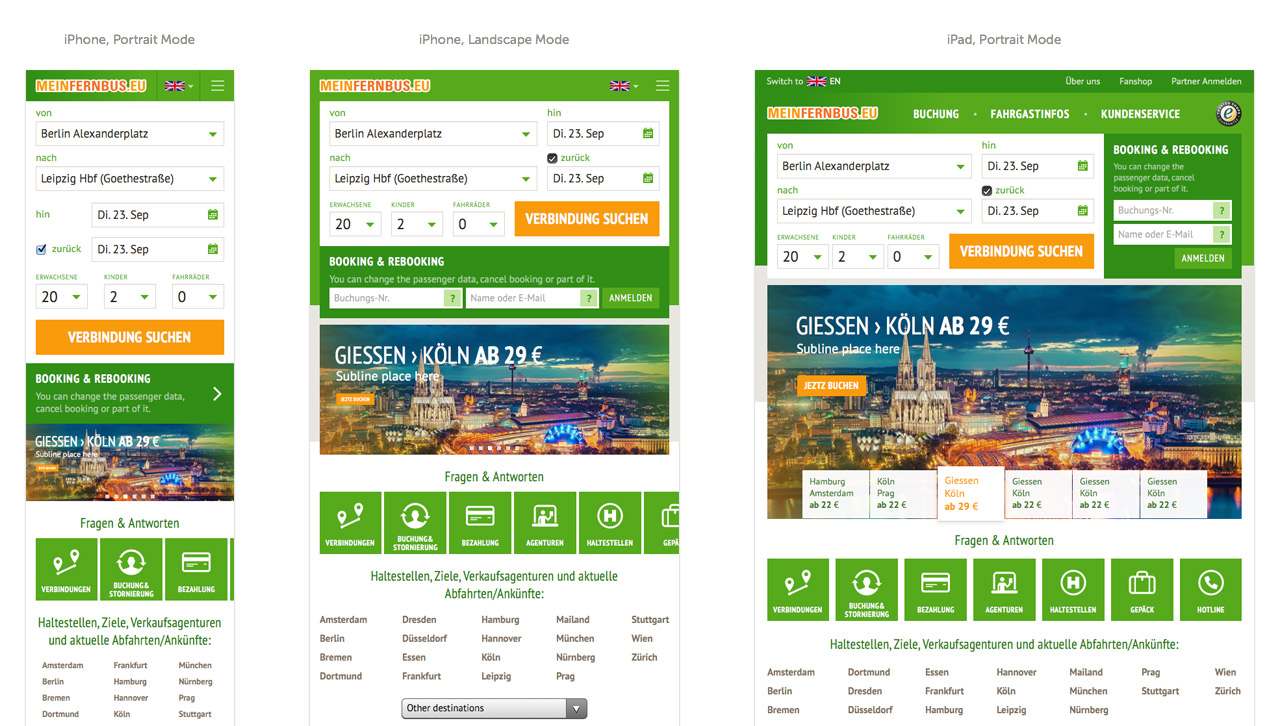 iPhone, Portrait Mode
MEINFERNBUS.EU
von
Berlin Alexanderplatz
nach
Leipzig Hbf (Goethestraße)
hin
Di. 23. Sep
zurück
Di. 23. Sep
ERWACHSENE KINDER FAHRRÄDER
20 2 0
VERBINDUNG SUCHEN
BOOKING & REBOOKING
You can change the passenger data,
cancel booking or part of it.
GIESSEN › KÖLN AB 29 €
Subline place here
Fragen & Antworten
VERBINDUNGEN
BUCHUNG&
STORNIERUNG
BEZAHLUNG
Haltestellen, Ziele, Verkaufsagenturen
und aktuelle Abfahrten/Ankünfte:
Amsterdam Frankfurt München
Berlin Hamburg Nürnberg
Bremen Hannover Prag
Dortmund Köln Stuttgart
iPhone, Landscape Mode
MEINFERNBUS.EU
von hin
Berlin Alexanderplatz Di. 23. Sep
nach zurück
Leipzig Hbf (Goethestraße) Di. 23. Sep
ERWACHSENE KINDER FAHRRÄDER
20 2 0 VERBINDUNG SUCHEN
BOOKING & REBOOKING
You can change the passenger data, cancel booking or part of it.
Buchungs-Nr. ? Name oder E-Mail ? ANMELDEN
GIESSEN › KÖLN AB 29 €
Subline place here
JEZTZ BUCHEN
Fragen & Antworten
VERBINDUNGEN
BUCHUNG&
STORNIERUNG
BEZAHLUNG
AGENTUREN
H
HALTESTELLEN
GEPÄ
Haltestellen, Ziele, Verkaufsagenturen und aktuelle
Abfahrten/Ankünfte:
Amsterdam Dresden Hamburg Mailand Stuttgart
Berlin Düsseldorf Hannover München Wien
Bremen Essen Köln Nürnberg Zürich
Dortmund Frankfurt Leipzig Prag
Other destinations
iPad, Portrait Mode
Switch to EN Über uns Fanshop Partner Anmelden
MEINFERNBUS.EU BUCHUNG • FAHRGASTINFOS • KUNDENSERVICE
von hin
Berlin Alexanderplatz Di. 23. Sep
nach zurück
Leipzig Hbf (Goethestraße) Di. 23. Sep
ERWACHSENE KINDER FAHRRÄDER
20 2 0 VERBINDUNG SUCHEN
BOOKING & REBOOKING
You can change the
passenger data, cancel
booking or part of it.
Buchungs-Nr. ?
Name oder E-Mail ?
ANMELDEN
GIESSEN › KÖLN AB 29 €
Subline place here
JEZTZ BUCHEN
Hamburg
Amsterdam
ab 22 €
Köln
Prag
ab 22 €
Giessen
Köln
ab 29 €
Giessen
Köln
ab 22 €
Giessen
Köln
ab 22 €
Giessen
Köln
ab 22 €
Fragen & Antworten
VERBINDUNGEN
BUCHUNG&
STORNIERUNG
BEZAHLUNG
AGENTUREN
H
HALTESTELLEN
GEPÄCK
HOTLINE
Haltestellen, Ziele, Verkaufsagenturen und aktuellen Abfahrten/Ankünfte:
Amsterdam Dortmund Essen Hannover Mailand Prag Wien
Berlin Dresden Frankfurt Köln München Stuttgart Zürich
Bremen Düsseldorf Hamburg Leipzig Nürnberg